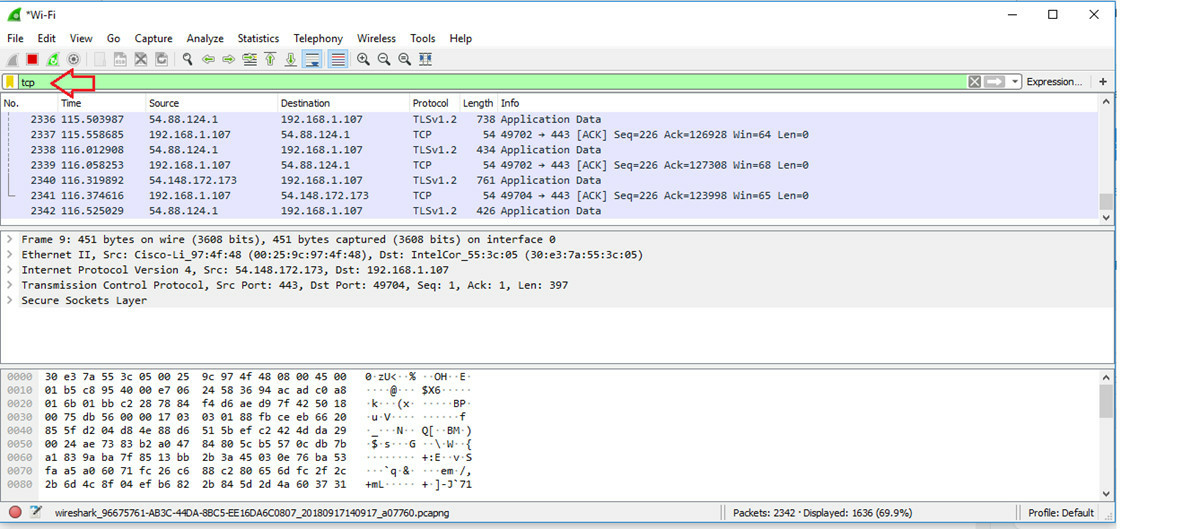 *Wi-Fi
File Edit View Go Capture Analyze Statistics Telephony Wireless Tools Help
tcp Expression... +
No. Time Source Destination Protocol Length Info
2336 115.503987 54.88.124.1 192.168.1.107 TLSv1.2 738 Application Data
2337 115.558685 192.168.1.107 54.88.124.1 TCP 54 49702 → 443 [ACK] Seq=226 Ack=126928 Win=64 Len=0
2338 116.012908 54.88.124.1 192.168.1.107 TLSv1.2 434 Application Data
2339 116.058253 192.168.1.107 54.88.124.1 TCP 54 49702 → 443 [ACK] Seq=226 Ack=127308 Win=68 Len=0
2340 116.319892 54.148.172.173 192.168.1.107 TLSv1.2 761 Application Data
2341 116.374616 192.168.1.107 54.148.172.173 TCP 54 49704 → 443 [ACK] Seq=226 Ack=123998 Win=65 Len=0
2342 116.525029 54.88.124.1 192.168.1.107 TLSv1.2 426 Application Data
Frame 9: 451 bytes on wire (3608 bits), 451 bytes captured (3608 bits) on interface 0
Ethernet II, Src: Cisco-Li_97:4f:48 (00:25:9c:97:4f:48), Dst: IntelCor_55:3c:05 (30:e3:7a:55:3c:05)
Internet Protocol Version 4, Src: 54.148.172.173, Dst: 192.168.1.107
Transmission Control Protocol, Src Port: 443, Dst Port: 49704, Seq: 1, Ack: 1, Len: 397
Secure Sockets Layer
0000 30 e3 7a 55 3c 05 00 25 9c 97 4f 48 08 00 45 00 0·zU<··% ··OH··E·
0010 01 b5 c8 95 40 00 e7 06 24 58 36 94 ac ad c0 a8 ····@··· $X6·····
0020 01 6b 01 bb c2 28 78 84 f4 d6 ae d9 7f 42 50 18 ·k···(x· ·····BP·
0030 00 75 db 56 00 00 17 03 03 01 88 fb ce eb 66 20 ·u·V···· ······f
0040 85 5f d2 04 d8 4e 88 d6 51 5b ef c2 42 4d da 29 ·_···N·· Q[··BM·)
0050 00 24 ae 73 83 b2 a0 47 84 80 5c b5 57 0c db 7b ·$·s···G ··\·W··{
0060 a1 83 9a ba 7f 85 13 bb 2b 3a 45 03 0e 76 ba 53 ········ +:E··v·S
0070 fa a5 a0 60 71 fc 26 c6 88 c2 80 65 6d fc 2f 2c ···`q·&· ···em·/,
0080 2b 6d 4c 8f 04 ef b6 82 2b 84 5d 2d 4a 60 37 31 +mL····· +·]-J`71
wireshark_96675761-AB3C-44DA-8BC5-EE16DA6C0807_20180917140917_a07760.pcapng Packets: 2342 · Displayed: 1636 (69.9%) Profile: Default